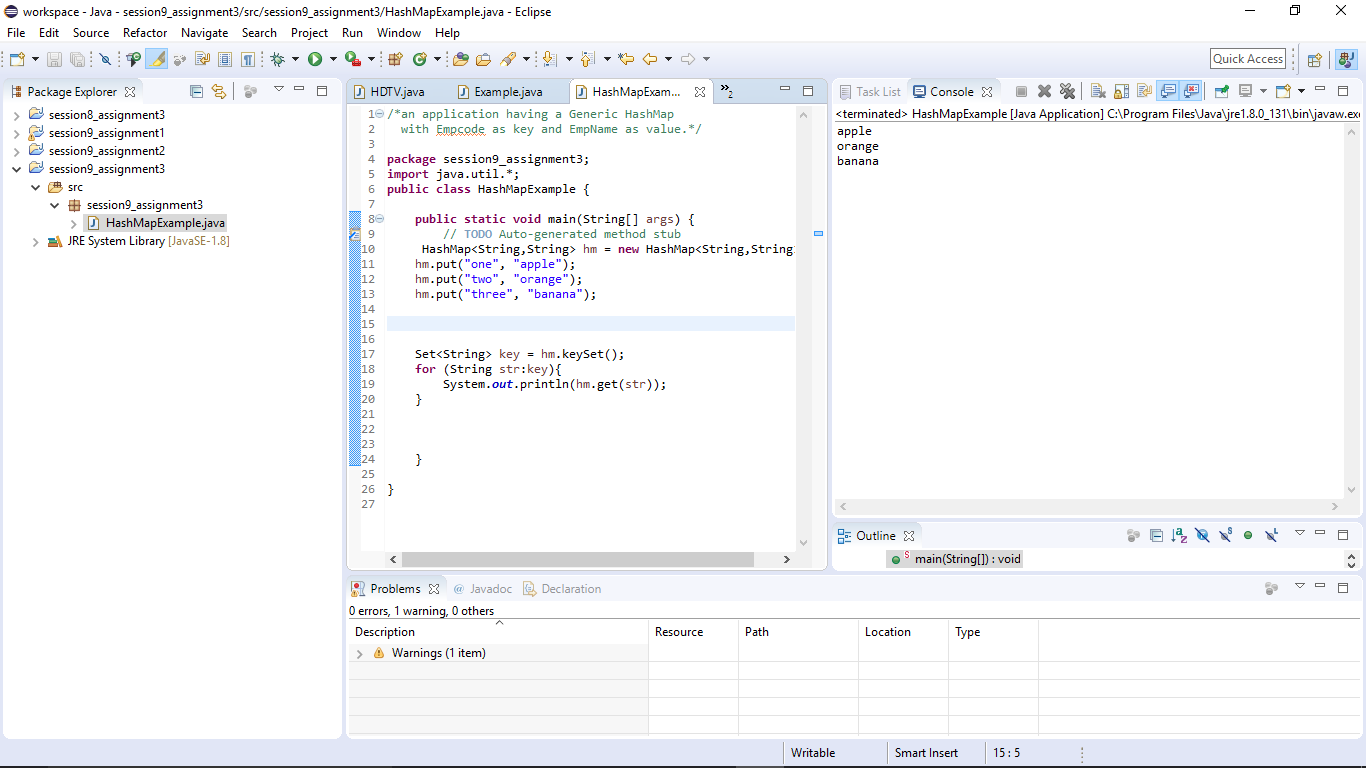 workspace - Java - session9_assignment3/src/session9_assignment3/HashMapExample.java - Eclipse
File Edit Source Refactor Navigate Search Project Run Window Help
Quick Access
Package Explorer
session8_assignment3
session9_assignment1
session9_assignment2
session9_assignment3
src
session9_assignment3
HashMapExample.java
JRE System Library [JavaSE-1.8]
HDTV.java Example.java HashMapExam... »2
1 /*an application having a Generic HashMap
2 with Empcode as key and EmpName as value.*/
3
4 package session9_assignment3;
5 import java.util.*;
6 public class HashMapExample {
7
8 public static void main(String[] args) {
9 // TODO Auto-generated method stub
10 HashMap<String,String> hm = new HashMap<String,String
11 hm.put("one", "apple");
12 hm.put("two", "orange");
13 hm.put("three", "banana");
14
15
16
17 Set<String> key = hm.keySet();
18 for (String str:key){
19 System.out.println(hm.get(str));
20 }
21
22
23
24 }
25
26 }
27
Task List Console
<terminated> HashMapExample [Java Application] C:\Program Files\Java\jre1.8.0_131\bin\javaw.exe
apple
orange
banana
Outline
main(String[]) : void
Problems @ Javadoc Declaration
0 errors, 1 warning, 0 others
Description Resource Path Location Type
Warnings (1 item)
Writable Smart Insert 15 : 5